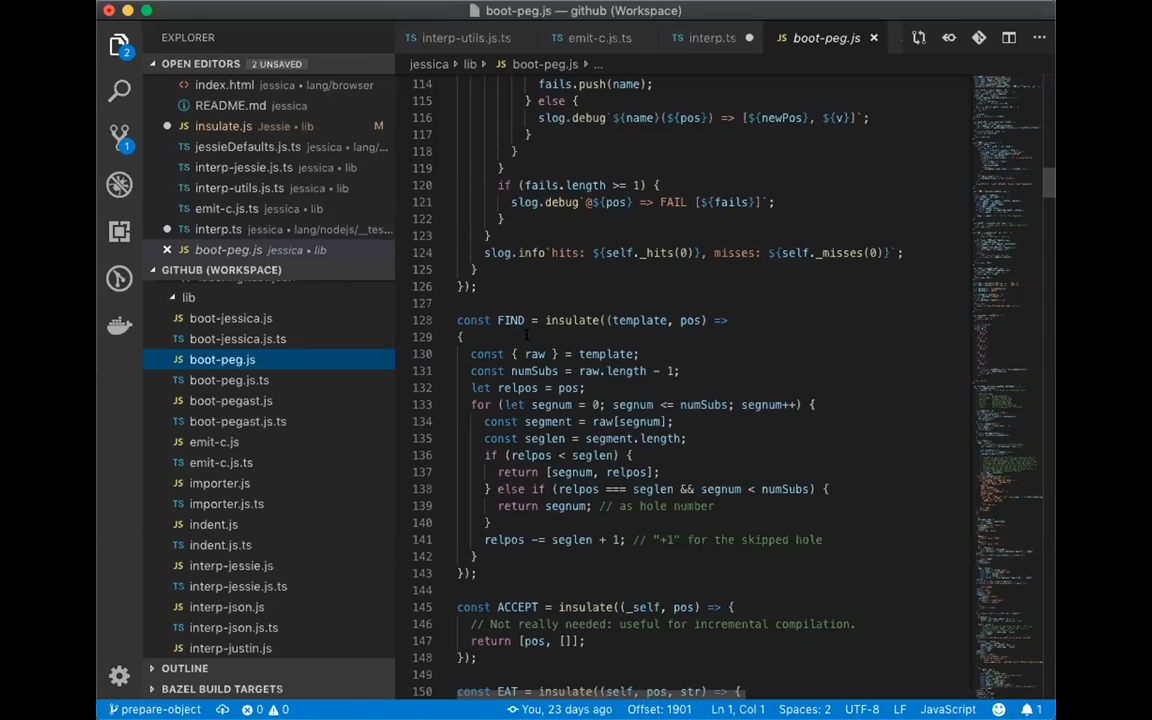 boot-peg.js — github (Workspace)
EXPLORER
OPEN EDITORS 2 UNSAVED
index.html jessica • lang/browser
README.md jessica
insulate.js Jessie • lib M
jessieDefaults.js.ts jessica • lang/...
interp-jessie.js.ts jessica • lib
interp-utils.js.ts jessica • lib
emit-c.js.ts jessica • lib
interp.ts jessica • lang/nodejs/__tes...
boot-peg.js jessica • lib
GITHUB (WORKSPACE)
lib
boot-jessica.js
boot-jessica.js.ts
boot-peg.js
boot-peg.js.ts
boot-pegast.js
boot-pegast.js.ts
emit-c.js
emit-c.js.ts
importer.js
importer.js.ts
indent.js
indent.js.ts
interp-jessie.js
interp-jessie.js.ts
interp-json.js
interp-json.js.ts
interp-justin.js
OUTLINE
BAZEL BUILD TARGETS
interp-utils.js.ts emit-c.js.ts interp.ts boot-peg.js
jessica > lib > JS boot-peg.js > ...
114 fails.push(name);
115 } else {
116 slog.debug`${name}(${pos}) => [${newPos}, ${v}]`;
117 }
118 }
119 }
120 if (fails.length >= 1) {
121 slog.debug`@${pos} => FAIL [${fails}]`;
122 }
123 }
124 slog.info`hits: ${self._hits(0)}, misses: ${self._misses(0)}`;
125 }
126 });
127
128 const FIND = insulate((template, pos) =>
129 {
130 const { raw } = template;
131 const numSubs = raw.length - 1;
132 let relpos = pos;
133 for (let segnum = 0; segnum <= numSubs; segnum++) {
134 const segment = raw[segnum];
135 const seglen = segment.length;
136 if (relpos < seglen) {
137 return [segnum, relpos];
138 } else if (relpos === seglen && segnum < numSubs) {
139 return segnum; // as hole number
140 }
141 relpos -= seglen + 1; // "+1" for the skipped hole
142 }
143 });
144
145 const ACCEPT = insulate((_self, pos) => {
146 // Not really needed: useful for incremental compilation.
147 return [pos, []];
148 });
149
150 const EAT = insulate((self, pos, str) => {
prepare-object 0 0 You, 23 days ago Offset: 1901 Ln 1, Col 1 Spaces: 2 UTF-8 LF JavaScript 1